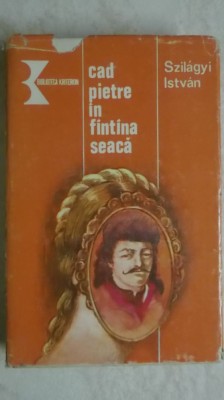 BIBLIOTECA KRITERION
cad
pietre
în
fîntîna
seacă
Szilágyi
István